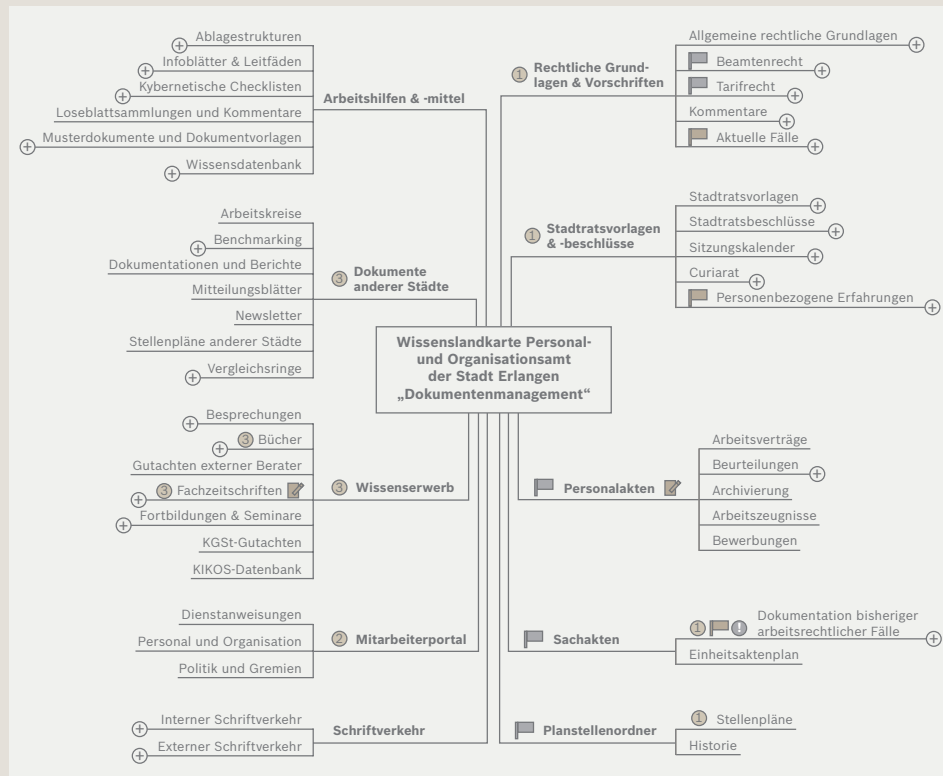 Wissenslandkarte Personal-
und Organisationsamt
der Stadt Erlangen
„Dokumentenmanagement“
Arbeitshilfen & -mittel
Ablagestrukturen
Infoblätter & Leitfäden
Kybernetische Checklisten
Loseblattsammlungen und Kommentare
Musterdokumente und Dokumentvorlagen
Wissensdatenbank
3 Dokumente
anderer Städte
Arbeitskreise
Benchmarking
Dokumentationen und Berichte
Mitteilungsblätter
Newsletter
Stellenpläne anderer Städte
Vergleichsringe
3 Wissenserwerb
Besprechungen
3 Bücher
Gutachten externer Berater
3 Fachzeitschriften
Fortbildungen & Seminare
KGSt-Gutachten
KIKOS-Datenbank
2 Mitarbeiterportal
Dienstanweisungen
Personal und Organisation
Politik und Gremien
Schriftverkehr
Interner Schriftverkehr
Externer Schriftverkehr
1 Rechtliche Grund-
lagen & Vorschriften
Allgemeine rechtliche Grundlagen
Beamtenrecht
Tarifrecht
Kommentare
Aktuelle Fälle
1 Stadtratsvorlagen
& -beschlüsse
Stadtratsvorlagen
Stadtratsbeschlüsse
Sitzungskalender
Curiarat
Personenbezogene Erfahrungen
Personalakten
Arbeitsverträge
Beurteilungen
Archivierung
Arbeitszeugnisse
Bewerbungen
Sachakten
1 ! Dokumentation bisheriger
arbeitsrechtlicher Fälle
Einheitsaktenplan
Planstellenordner
1 Stellenpläne
Historie